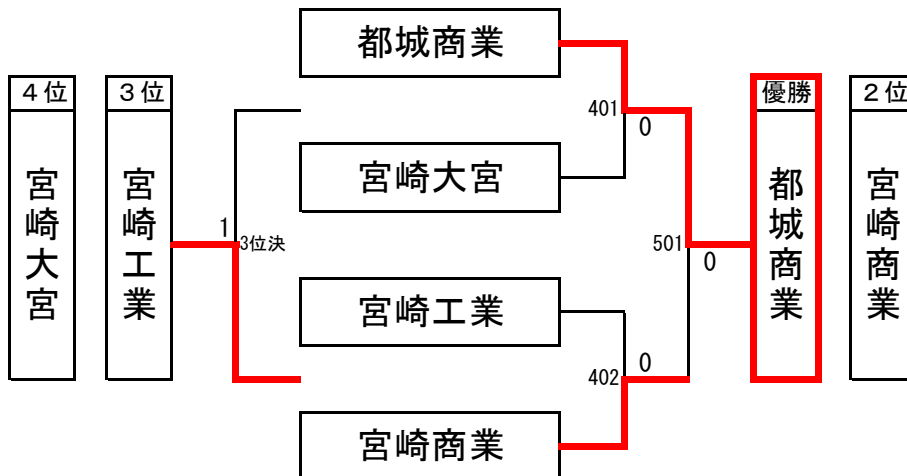 都城商業
４位
３位
優勝
２位
401
0
宮崎大宮
宮崎大宮
宮崎工業
都城商業
宮崎商業
1
3位決
501
0
宮崎工業
0
402
宮崎商業